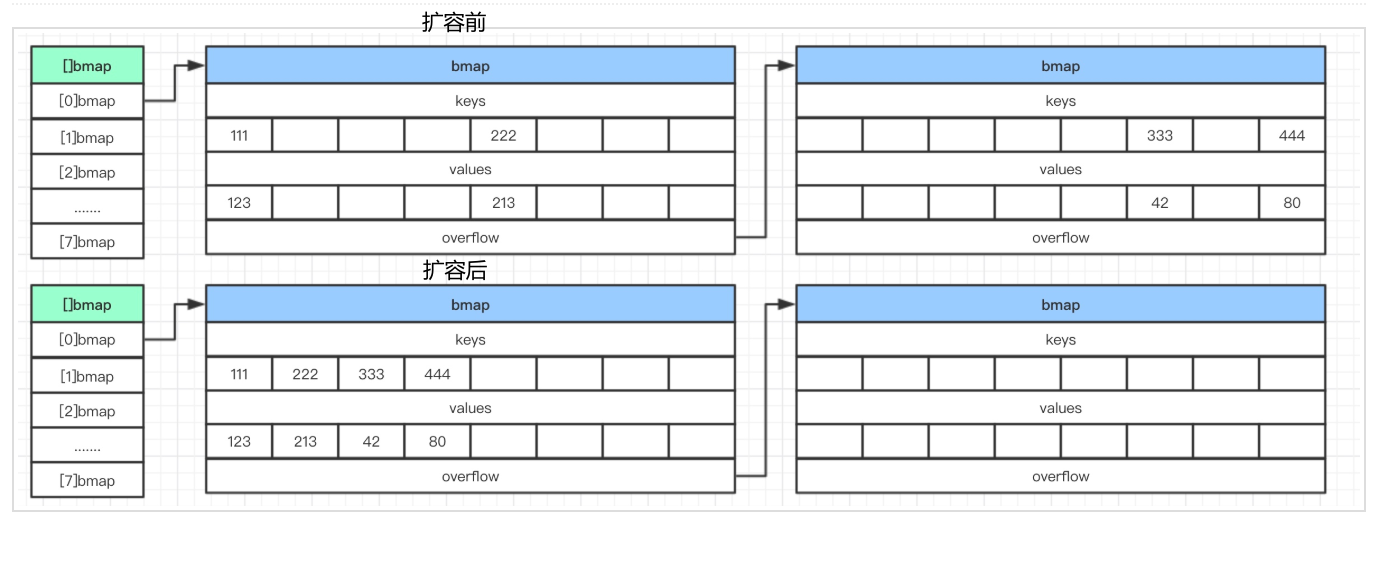 扩容前
[]bmap bmap bmap
[0]bmap keys keys
[1]bmap 111 222 333 444
[2]bmap values values
....... 123 213 42 80
[7]bmap overflow overflow
扩容后
[]bmap bmap bmap
[0]bmap keys keys
[1]bmap 111 222 333 444
[2]bmap values values
....... 123 213 42 80
[7]bmap overflow overflow